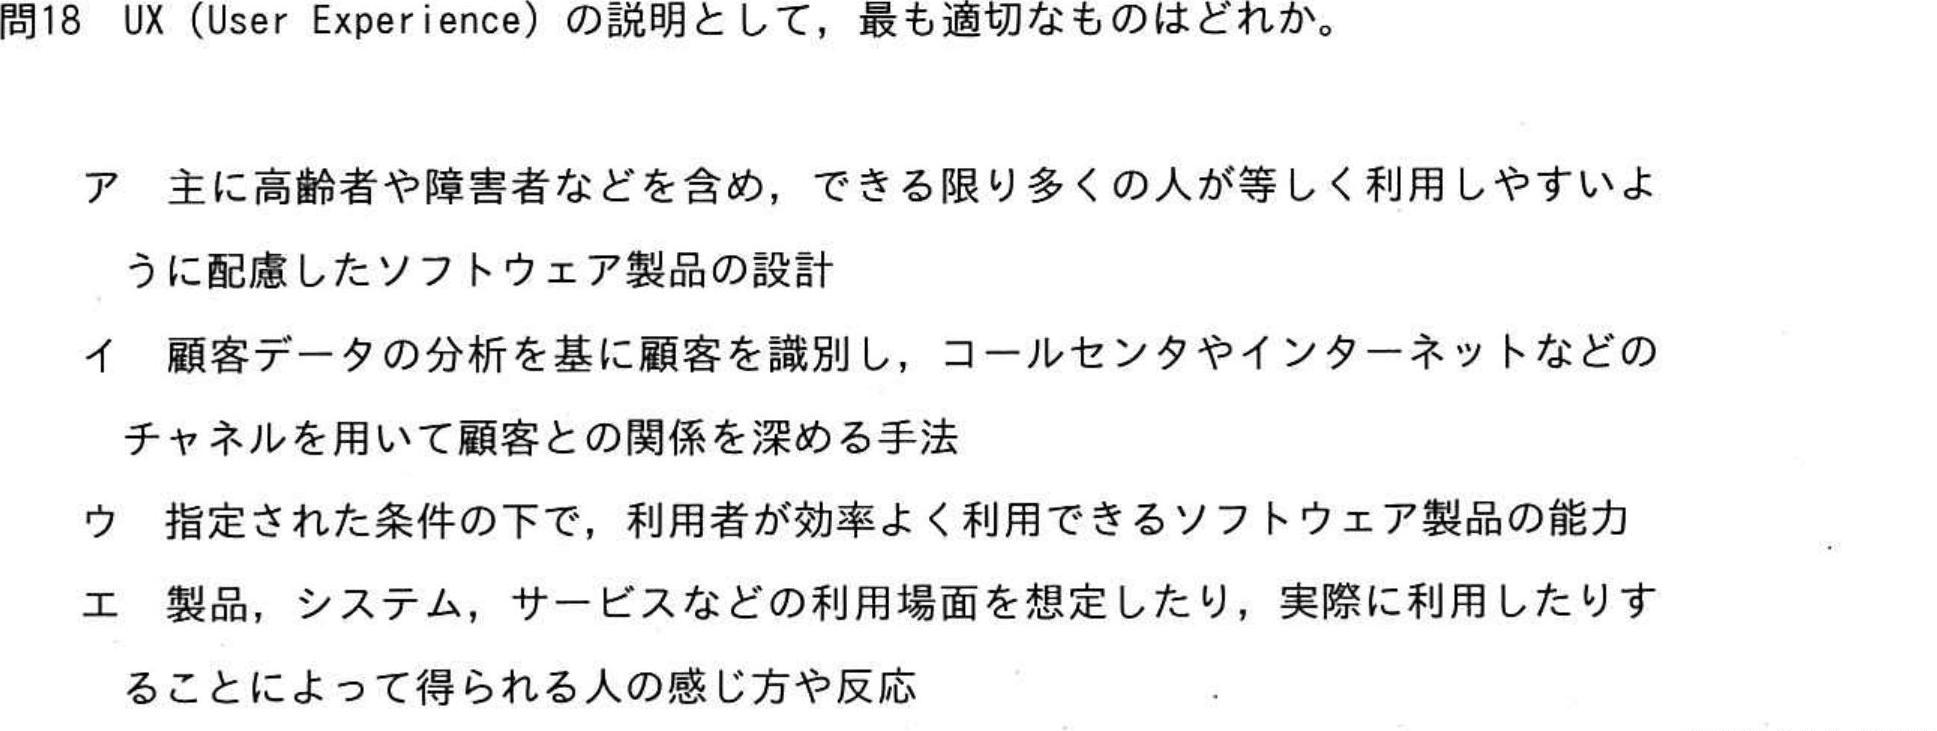 問18　UX（User Experience）の説明として，最も適切なものはどれか。
ア　主に高齢者や障害者などを含め，できる限り多くの人が等しく利用しやすいよ
うに配慮したソフトウェア製品の設計
イ　顧客データの分析を基に顧客を識別し，コールセンタやインターネットなどの
チャネルを用いて顧客との関係を深める手法
ウ　指定された条件の下で，利用者が効率よく利用できるソフトウェア製品の能力
エ　製品，システム，サービスなどの利用場面を想定したり，実際に利用したりす
ることによって得られる人の感じ方や反応